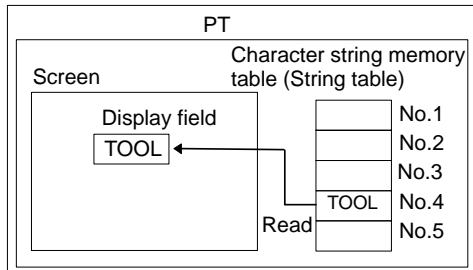 PT
Character string memory
table (String table)
Screen
Display field
TOOL
No.1
No.2
No.3
TOOL No.4
Read
No.5